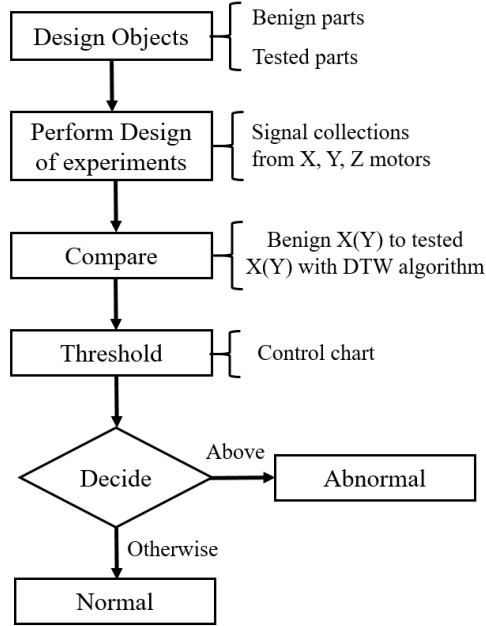 Design Objects
Benign parts
Tested parts
Perform Design
of experiments
Signal collections
from X, Y, Z motors
Compare
Benign X(Y) to tested
X(Y) with DTW algorithm
Threshold
Control chart
Decide
Above
Abnormal
Otherwise
Normal